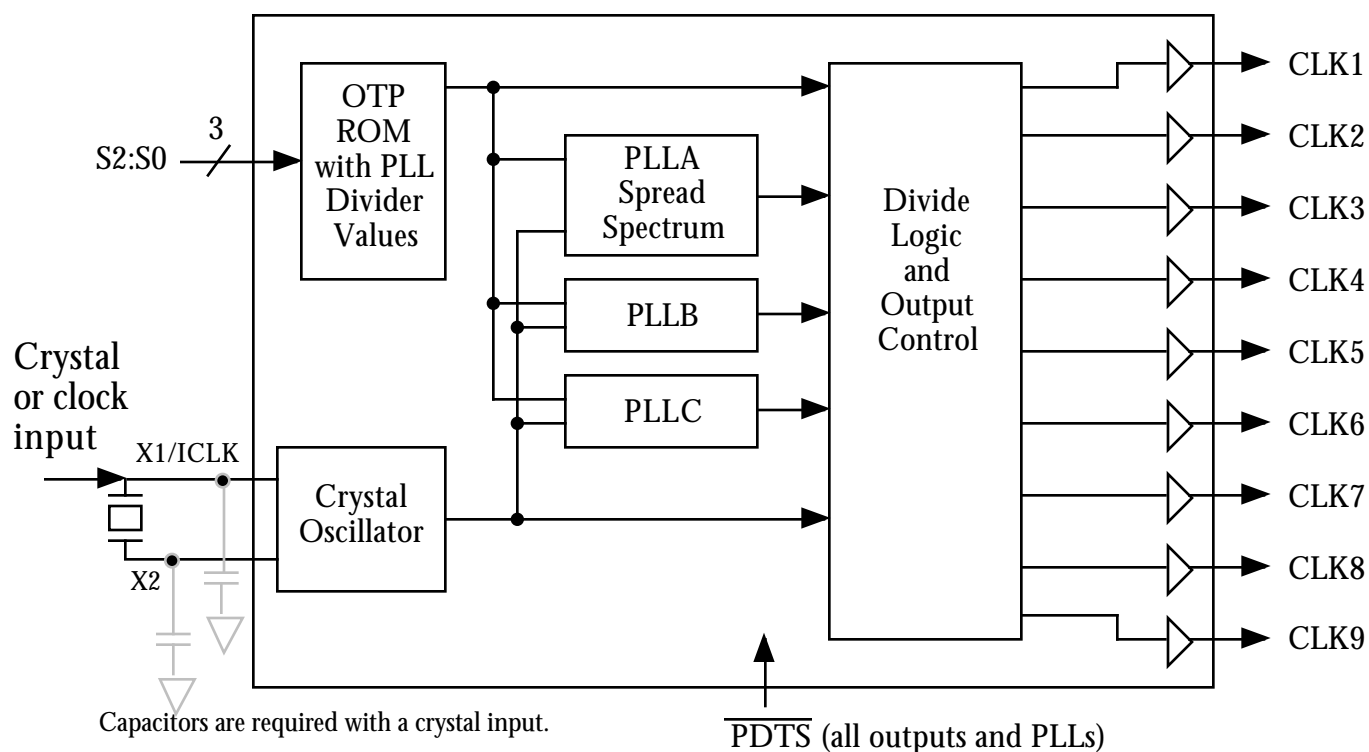 OTP
ROM
with PLL
Divider
Values
3
S2:S0
PLLA
Spread
Spectrum
PLLB
PLLC
Divide
Logic
and
Output
Control
CLK1
CLK2
CLK3
CLK4
CLK5
CLK6
CLK7
CLK8
CLK9
Crystal
or clock
input
X1/ICLK
X2
Crystal
Oscillator
Capacitors are required with a crystal input.
PDTS (all outputs and PLLs)